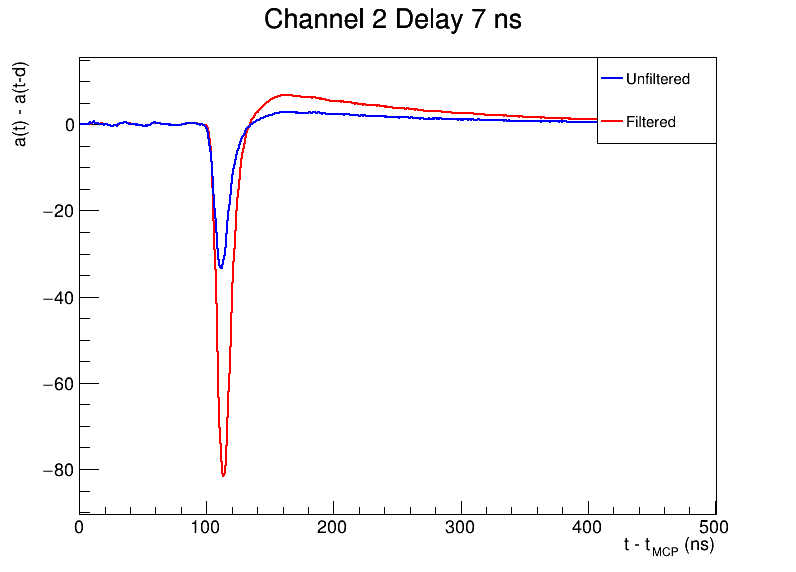 Channel 2 Delay 7 ns
a(t) - a(t-d)
Unfiltered
Filtered
0
−20
−40
−60
−80
0 100 200 300 400 500
t - tMCP (ns)